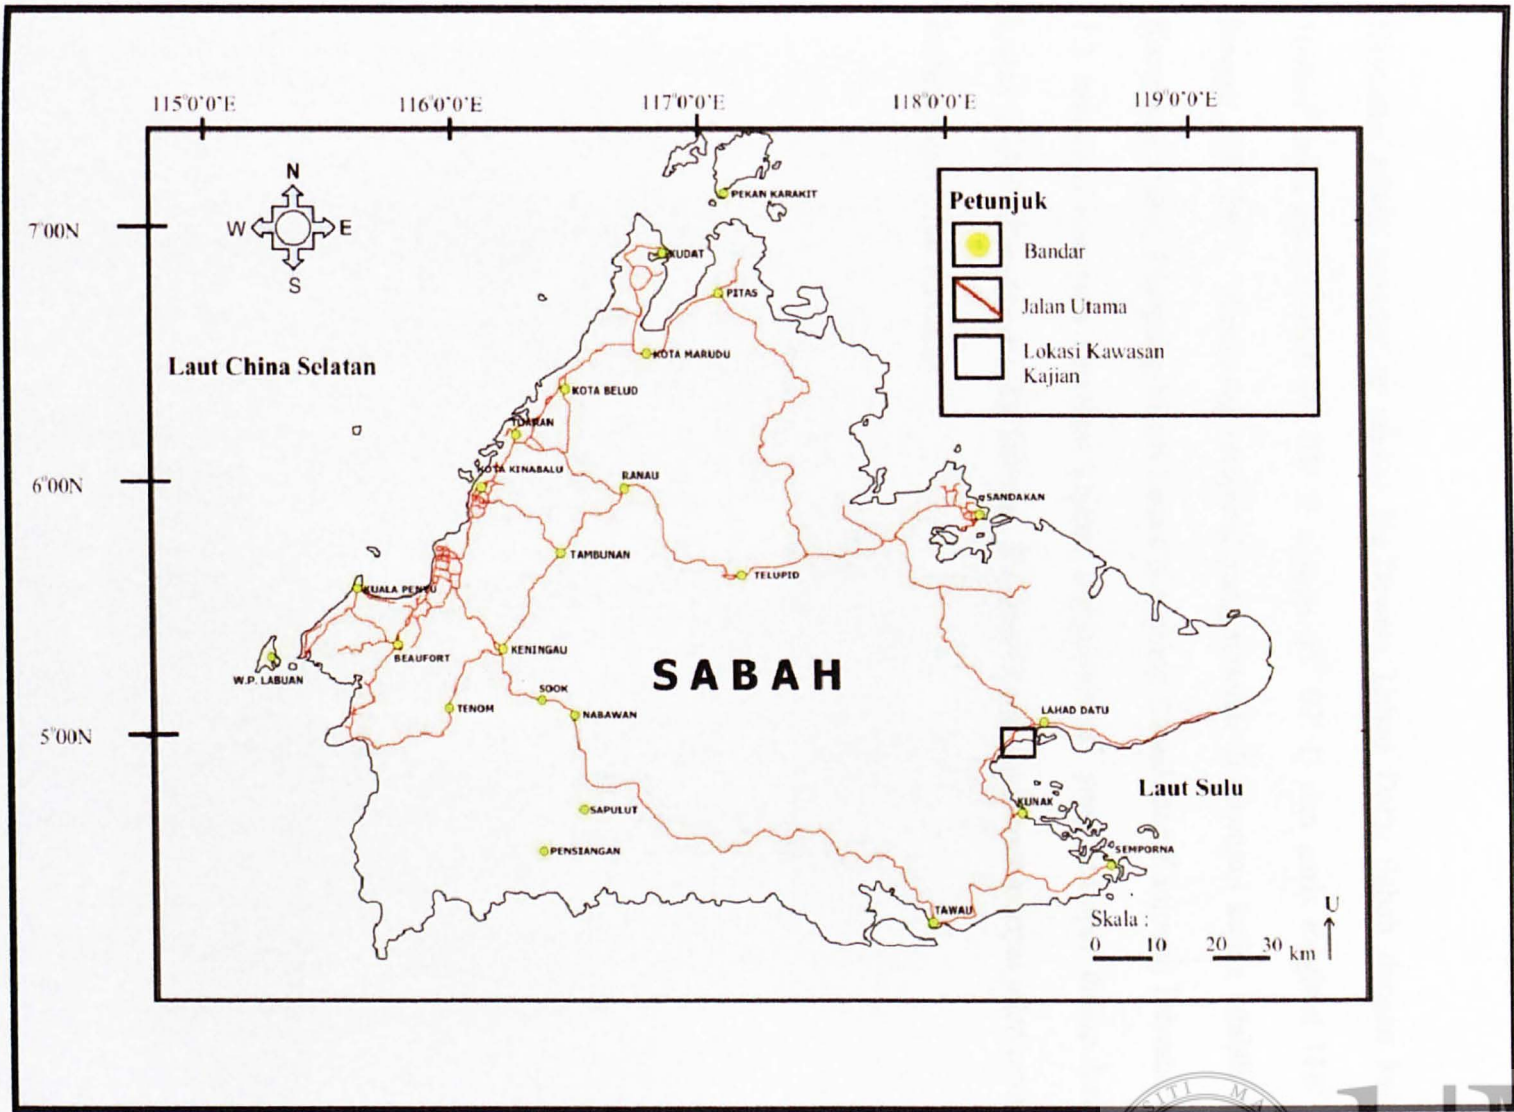 115°0'0"E 116°0'0"E 117°0'0"E 118°0'0"E 119°0'0"E
7°00N
6°00N
5°00N
N
W E
S
Petunjuk
Bandar
Jalan Utama
Lokasi Kawasan
Kajian
Laut China Selatan
PEKAN KARAKIT
KUDAT
PITAS
KOTA MARUDU
KOTA BELUD
TUARAN
KOTA KINABALU
RANAU
SANDAKAN
TAMBUNAN
TELUPID
KUALA PENYU
BEAUFORT
KENINGAU
W.P. LABUAN
SABAH
SOOK
TENOM
NABAWAN
LAHAD DATU
Laut Sulu
KUNAK
SAPULUT
PENSIANGAN
SEMPORNA
TAWAU
Skala :
0 10 20 30 km
U
SITI MA